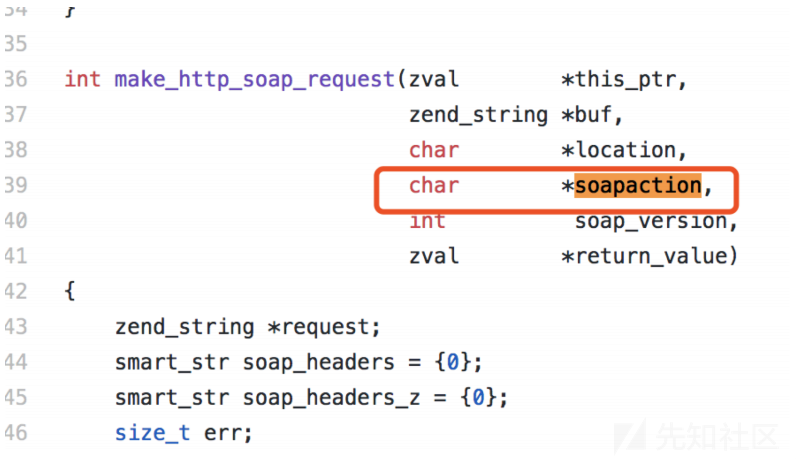 34    }
35
36    int make_http_soap_request(zval        *this_ptr,
37                               zend_string *buf,
38                               char        *location,
39                               char        *soapaction,
40                               int          soap_version,
41                               zval        *return_value)
42    {
43        zend_string *request;
44        smart_str soap_headers = {0};
45        smart_str soap_headers_z = {0};
46        size_t err;
先知社区